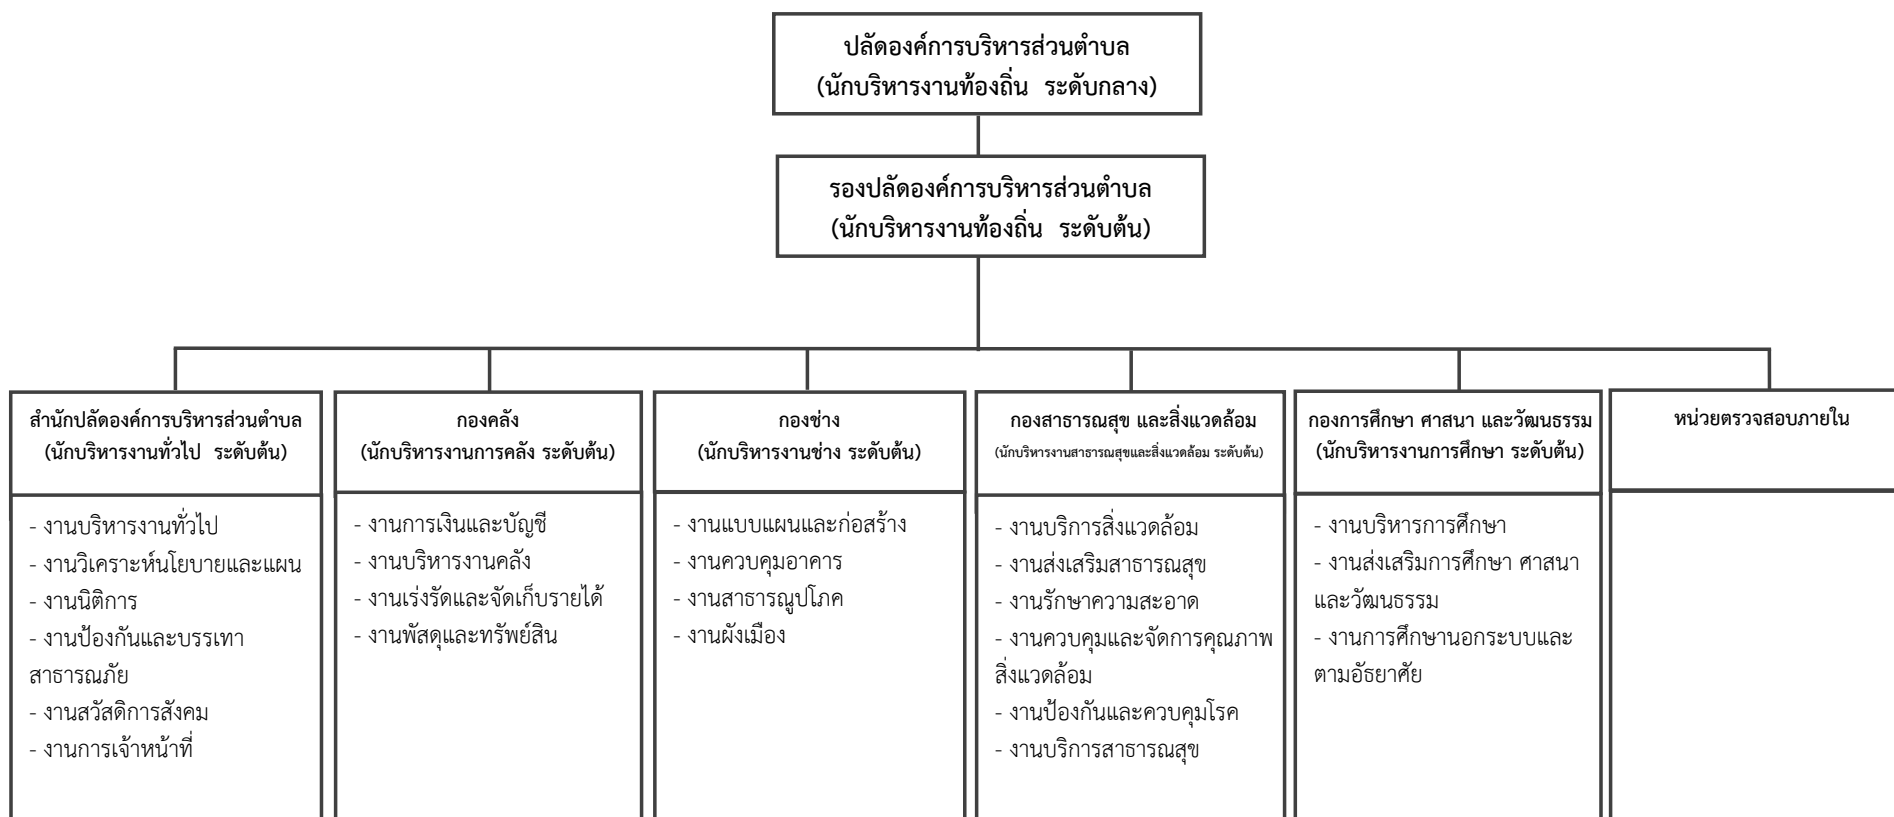 ปลัดองค์การบริหารส่วนตำบล
(นักบริหารงานท้องถิ่น  ระดับกลาง)
รองปลัดองค์การบริหารส่วนตำบล
(นักบริหารงานท้องถิ่น  ระดับต้น)
สำนักปลัดองค์การบริหารส่วนตำบล
(นักบริหารงานทั่วไป  ระดับต้น)
- งานบริหารงานทั่วไป
- งานวิเคราะห์นโยบายและแผน
- งานนิติการ
- งานป้องกันและบรรเทา
สาธารณภัย
- งานสวัสดิการสังคม
- งานการเจ้าหน้าที่
กองคลัง
(นักบริหารงานการคลัง ระดับต้น)
- งานการเงินและบัญชี
- งานบริหารงานคลัง
- งานเร่งรัดและจัดเก็บรายได้
- งานพัสดุและทรัพย์สิน
กองช่าง
(นักบริหารงานช่าง ระดับต้น)
- งานแบบแผนและก่อสร้าง
- งานควบคุมอาคาร
- งานสาธารณูปโภค
- งานผังเมือง
กองสาธารณสุข และสิ่งแวดล้อม
(นักบริหารงานสาธารณสุขและสิ่งแวดล้อม ระดับต้น)
- งานบริการสิ่งแวดล้อม
- งานส่งเสริมสาธารณสุข
- งานรักษาความสะอาด
- งานควบคุมและจัดการคุณภาพ
สิ่งแวดล้อม
- งานป้องกันและควบคุมโรค
- งานบริการสาธารณสุข
กองการศึกษา ศาสนา และวัฒนธรรม
(นักบริหารงานการศึกษา ระดับต้น)
- งานบริหารการศึกษา
- งานส่งเสริมการศึกษา ศาสนา
และวัฒนธรรม
- งานการศึกษานอกระบบและ
ตามอัธยาศัย
หน่วยตรวจสอบภายใน